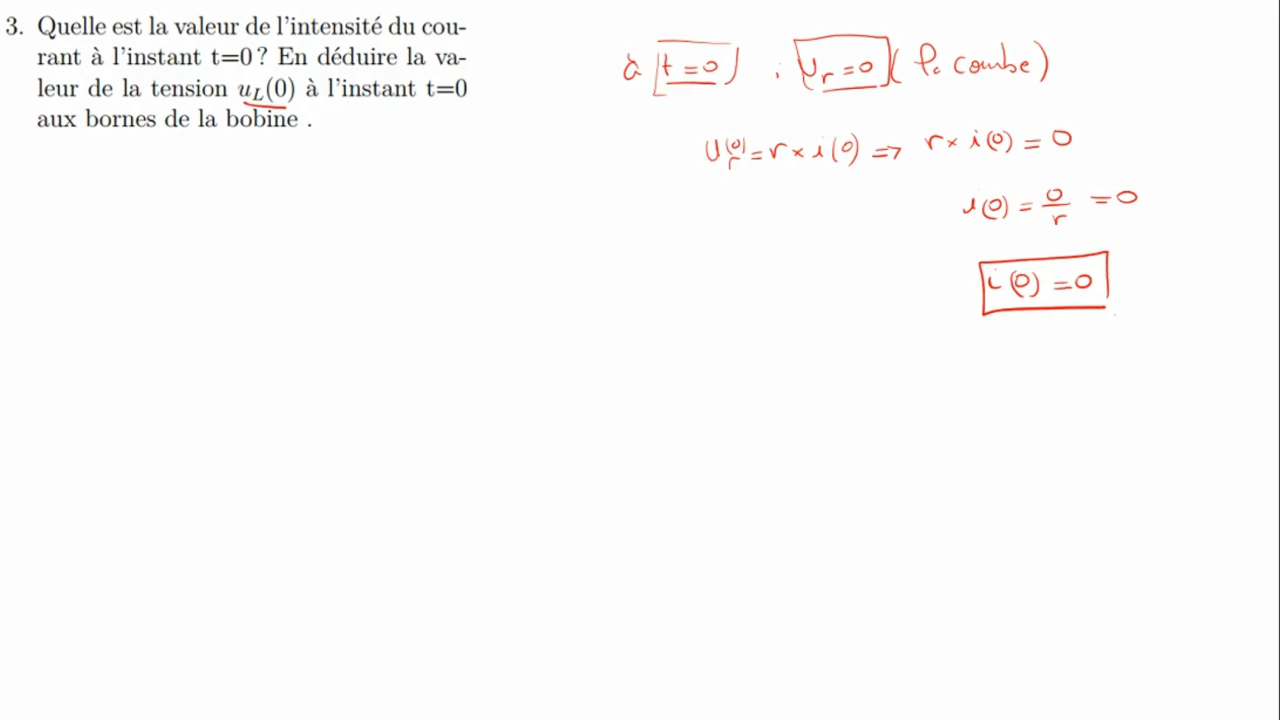 3. Quelle est la valeur de l'intensité du cou-
rant à l'instant t=0? En déduire la va-
leur de la tension u_L(0) à l'instant t=0
aux bornes de la bobine .
à t=0 ; U_r=0 (la courbe)
U_r(0) = r × i(0) => r × i(0) = 0
i(0) = 0/r = 0
i(0) = 0